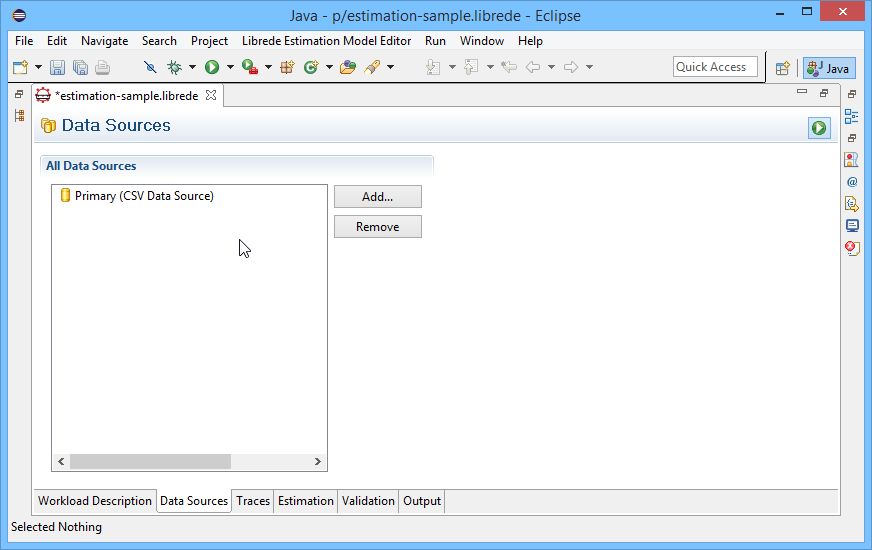 Java - p/estimation-sample.librede - Eclipse
File Edit Navigate Search Project Librede Estimation Model Editor Run Window Help
Quick Access Java
*estimation-sample.librede
Data Sources
All Data Sources
Primary (CSV Data Source) Add...
Remove
Workload Description Data Sources Traces Estimation Validation Output
Selected Nothing